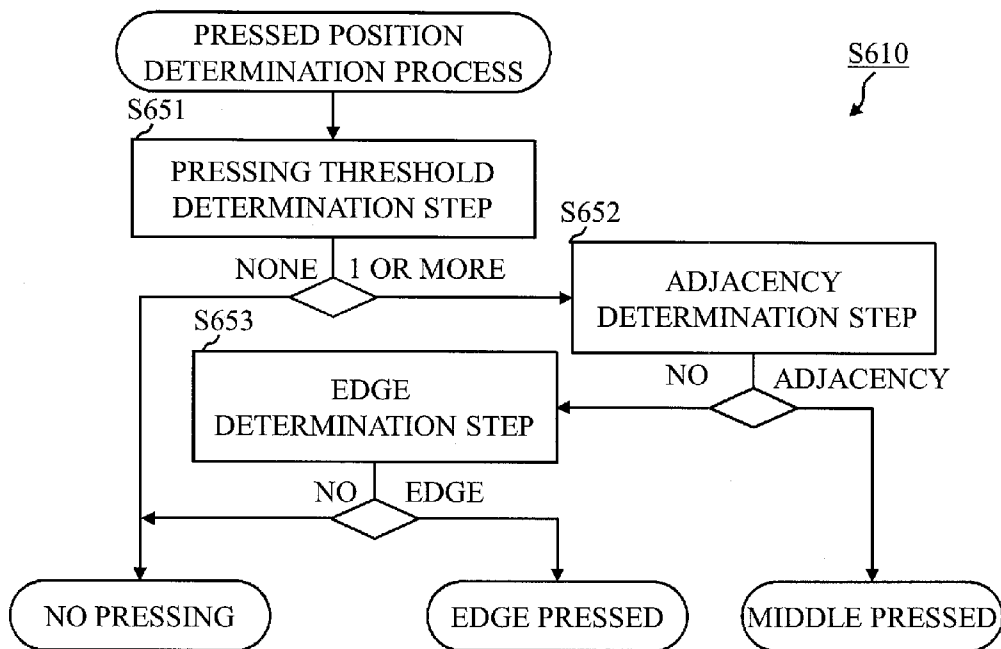 PRESSED POSITION
DETERMINATION PROCESS
S610
S651
PRESSING THRESHOLD
DETERMINATION STEP
S652
NONE
1 OR MORE
ADJACENCY
DETERMINATION STEP
S653
EDGE
DETERMINATION STEP
NO
ADJACENCY
NO
EDGE
NO PRESSING
EDGE PRESSED
MIDDLE PRESSED